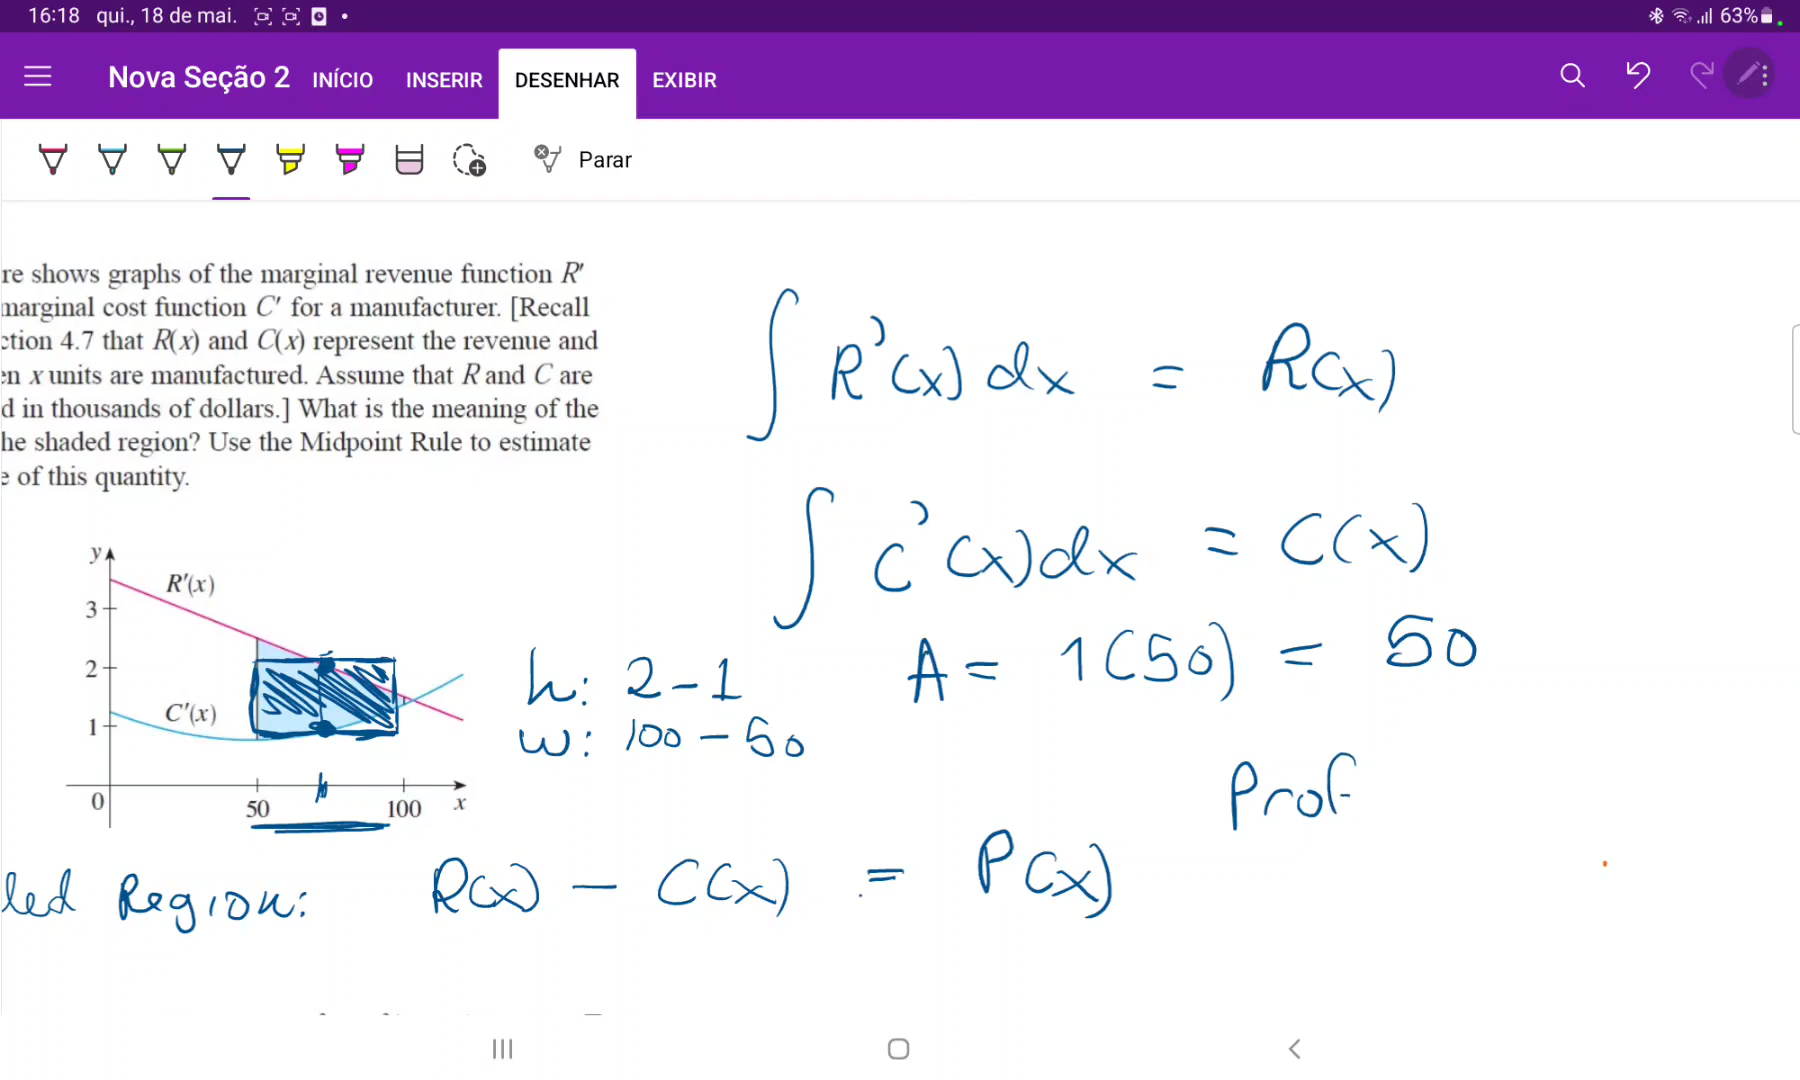 16:18 qui., 18 de mai. 63%
Nova Seção 2 INÍCIO INSERIR DESENHAR EXIBIR
Parar
re shows graphs of the marginal revenue function R′
marginal cost function C′ for a manufacturer. [Recall
ction 4.7 that R(x) and C(x) represent the revenue and
en x units are manufactured. Assume that R and C are
d in thousands of dollars.] What is the meaning of the
he shaded region? Use the Midpoint Rule to estimate
e of this quantity.
∫ R'(x) dx = R(x)
∫ C'(x) dx = C(x)
y
R′(x)
3
2
C′(x)
1
0 50 100 x
h: 2 - 1
w: 100 - 50
A = 1(50) = 50
Prof
led Region: R(x) - C(x) = P(x)